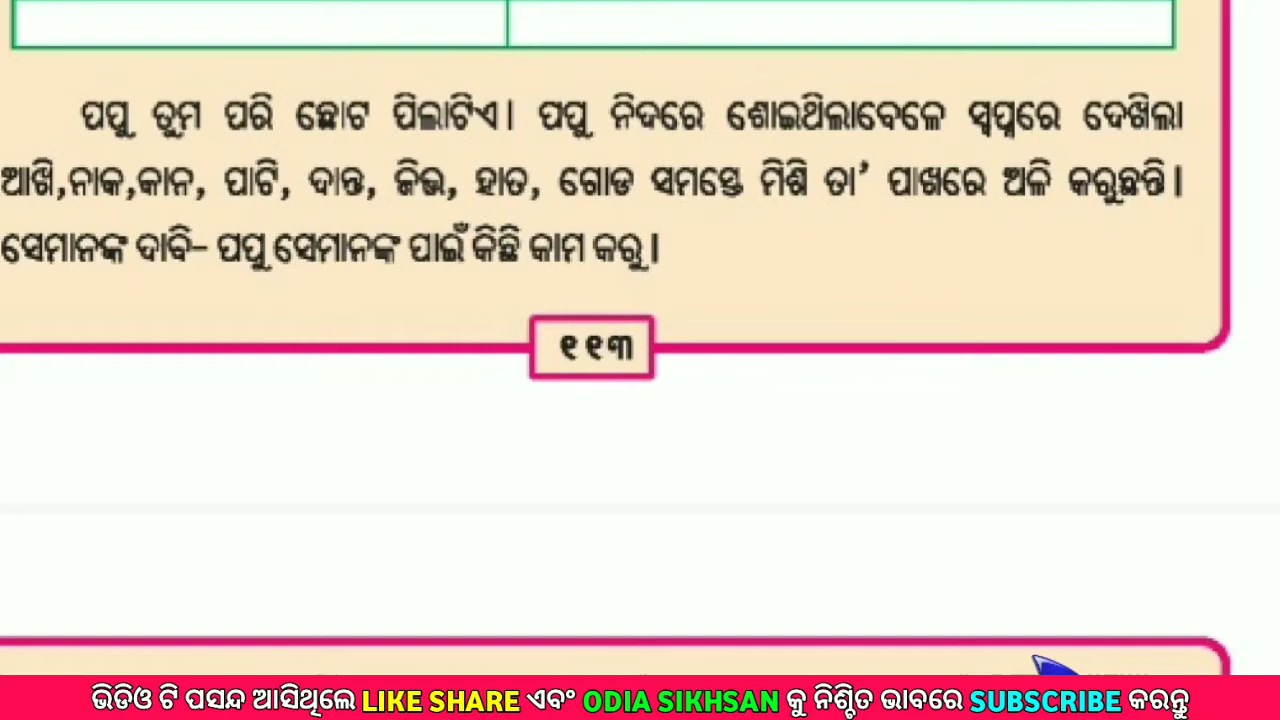 ପପୁ ତୁମ ପରି ଛୋଟ ପିଲାଟିଏ। ପପୁ ନିଦରେ ଶୋଇଥିଲାବେଳେ ସ୍ଵପ୍ନରେ ଦେଖିଲା
ଆଖି,ନାକ,କାନ, ପାଟି, ଦାନ୍ତ, ଜିଭ, ହାତ, ଗୋଡ ସମସ୍ତେ ମିଶି ତା’ ପାଖରେ ଅଳି କରୁଛନ୍ତି।
ସେମାନଙ୍କ ଦାବି– ପପୁ ସେମାନଙ୍କ ପାଇଁ କିଛି କାମ କରୁ।
୧୧୩
ଭିଡିଓ ଟି ପସନ୍ଦ ଆସିଥିଲେ LIKE SHARE ଏବଂ ODIA SIKHSAN କୁ ନିଶ୍ଚିତ ଭାବରେ SUBSCRIBE କରନ୍ତୁ